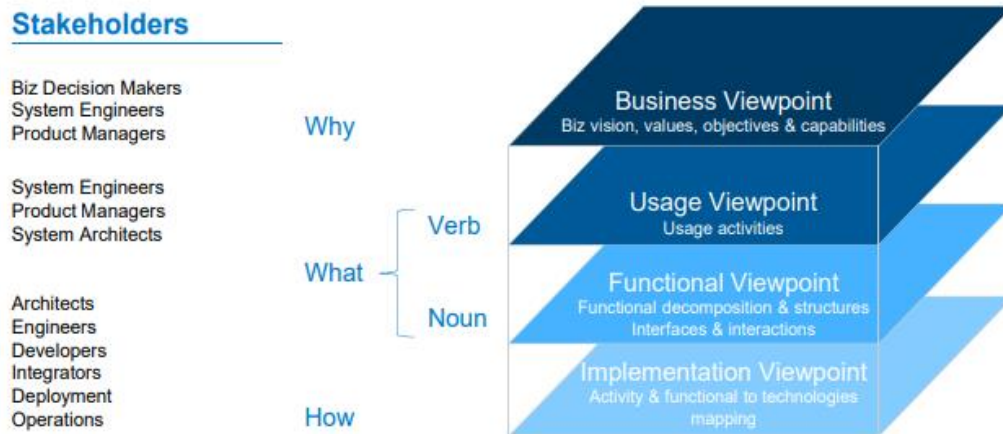 Stakeholders
Biz Decision Makers
System Engineers
Product Managers
Why
System Engineers
Product Managers
System Architects
What
Verb
Noun
Architects
Engineers
Developers
Integrators
Deployment
Operations
How
Business Viewpoint
Biz vision, values, objectives & capabilities
Usage Viewpoint
Usage activities
Functional Viewpoint
Functional decomposition & structures
Interfaces & interactions
Implementation Viewpoint
Activity & functional to technologies
mapping